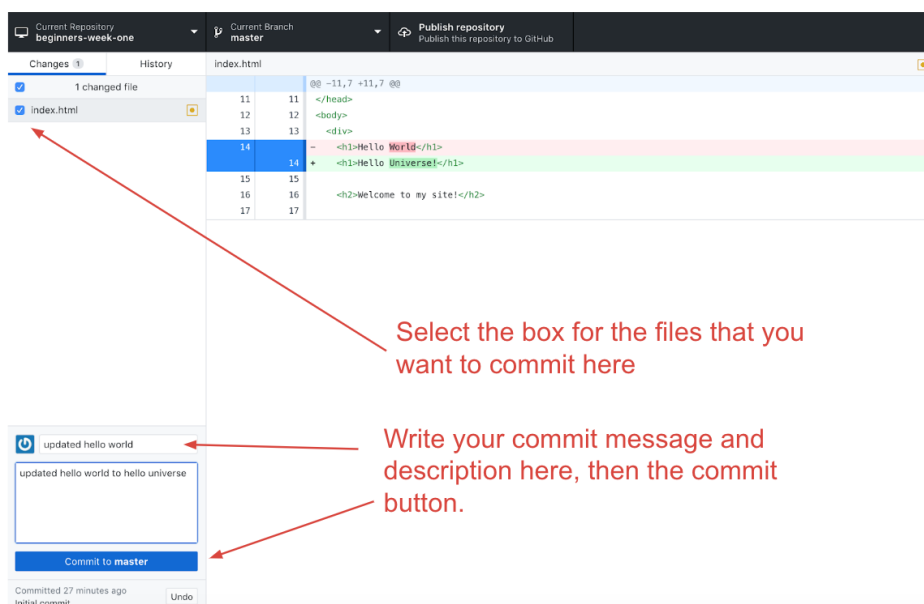 Current Repository
beginners-week-one
Current Branch
master
Publish repository
Publish this repository to GitHub
Changes 1
History
index.html
1 changed file
index.html
@@ -11,7 +11,7 @@
11 11 </head>
12 12 <body>
13 13 <div>
14 - <h1>Hello World</h1>
14 + <h1>Hello Universe!</h1>
15 15
16 16 <h2>Welcome to my site!</h2>
17 17
Select the box for the files that you
want to commit here
updated hello world
Write your commit message and
description here, then the commit
button.
updated hello world to hello universe
Commit to master
Committed 27 minutes ago
Initial commit
Undo